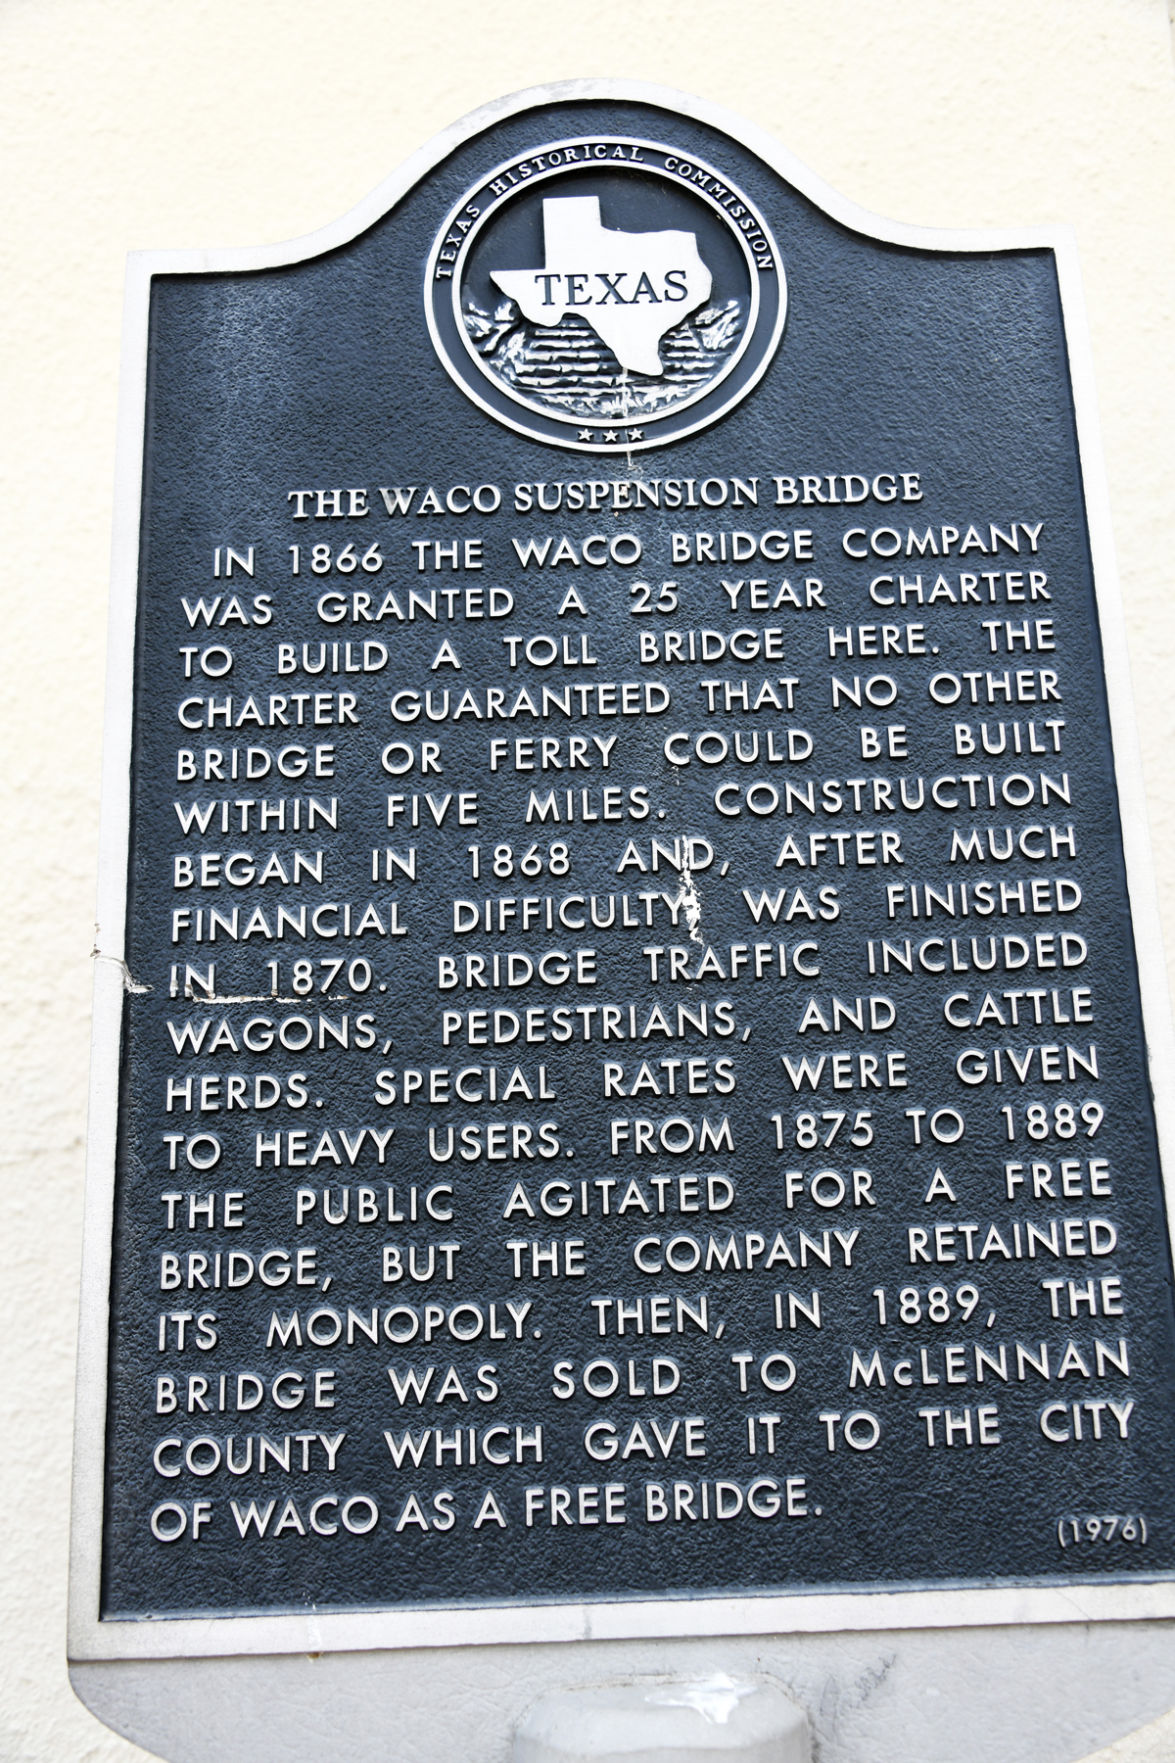 TEXAS HISTORICAL COMMISSION
TEXAS
THE WACO SUSPENSION BRIDGE
IN 1866 THE WACO BRIDGE COMPANY
WAS GRANTED A 25 YEAR CHARTER
TO BUILD A TOLL BRIDGE HERE. THE
CHARTER GUARANTEED THAT NO OTHER
BRIDGE OR FERRY COULD BE BUILT
WITHIN FIVE MILES. CONSTRUCTION
BEGAN IN 1868 AND, AFTER MUCH
FINANCIAL DIFFICULTY WAS FINISHED
IN 1870. BRIDGE TRAFFIC INCLUDED
WAGONS, PEDESTRIANS, AND CATTLE
HERDS. SPECIAL RATES WERE GIVEN
TO HEAVY USERS. FROM 1875 TO 1889
THE PUBLIC AGITATED FOR A FREE
BRIDGE, BUT THE COMPANY RETAINED
ITS MONOPOLY. THEN, IN 1889, THE
BRIDGE WAS SOLD TO McLENNAN
COUNTY WHICH GAVE IT TO THE CITY
OF WACO AS A FREE BRIDGE.
(1976)